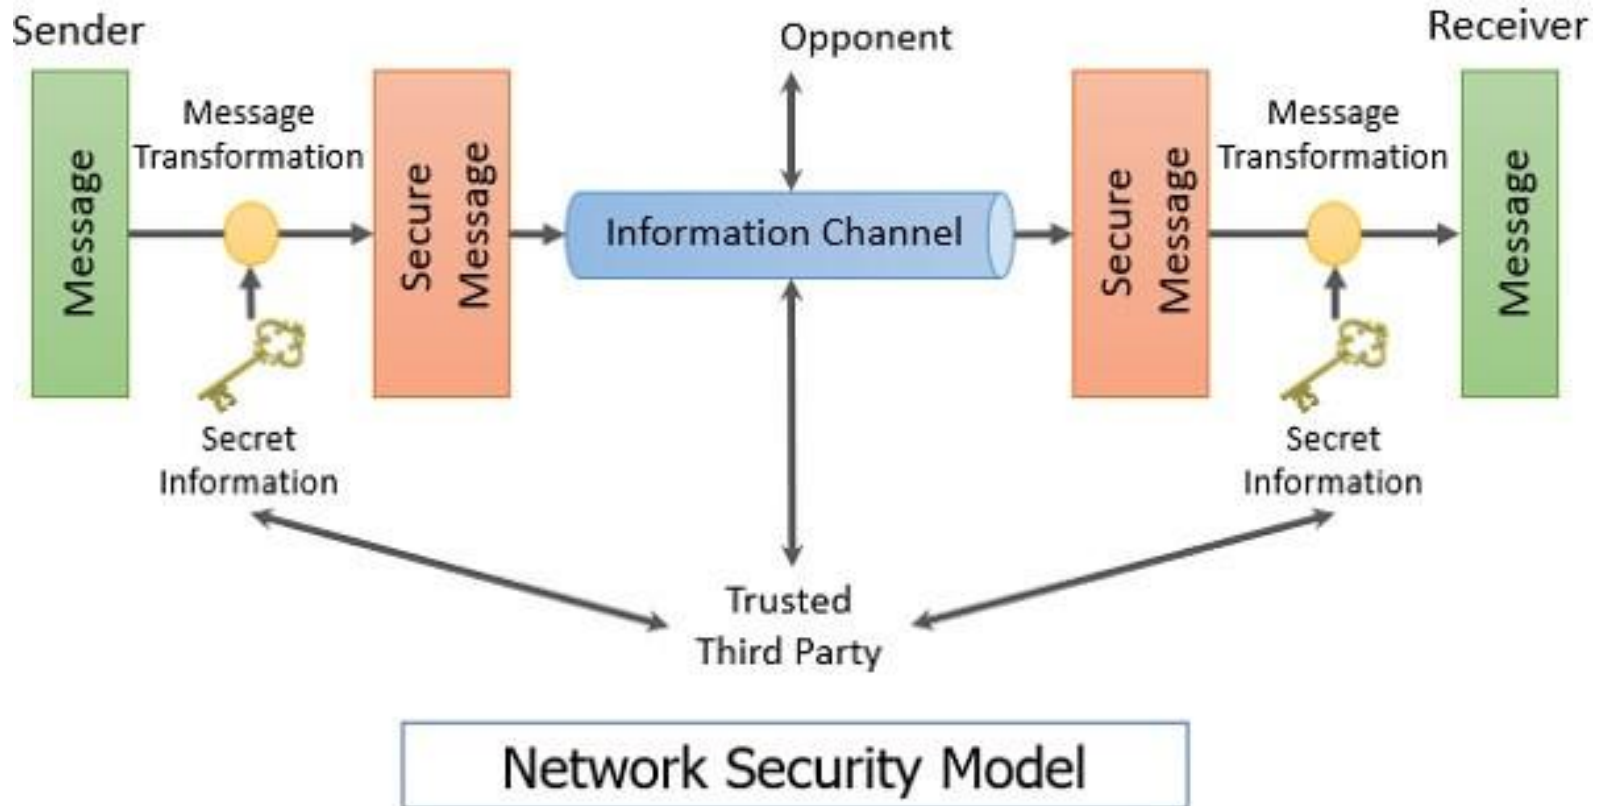 Sender
Opponent
Receiver
Message
Message
Transformation
Secure
Message
Information Channel
Secure
Message
Message
Transformation
Message
Secret
Information
Secret
Information
Trusted
Third Party
Network Security Model